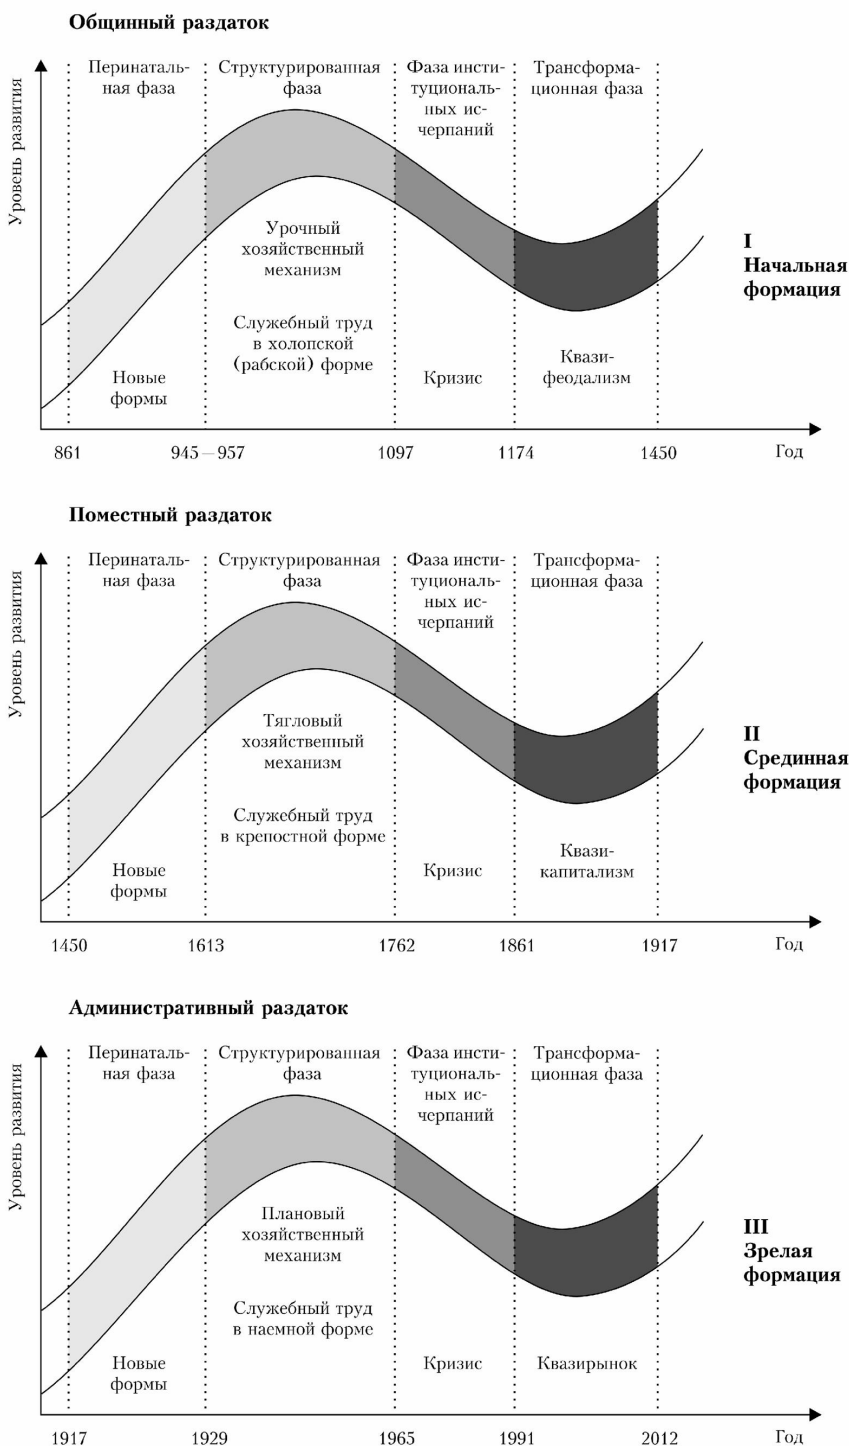 Общинный раздаток
Уровень развития
Перинаталь-
ная фаза
Структурированная
фаза
Фаза инсти-
туциональ-
ных ис-
черпаний
Трансформа-
ционная фаза
Урочный
хозяйственный
механизм
Служебный труд
в холопской
(рабской) форме
Новые
формы
Кризис
Квази-
феодализм
I
Начальная
формация
861
945–957
1097
1174
1450
Год
Поместный раздаток
Уровень развития
Перинаталь-
ная фаза
Структурированная
фаза
Фаза инсти-
туциональ-
ных ис-
черпаний
Трансформа-
ционная фаза
Тягловый
хозяйственный
механизм
Служебный труд
в крепостной форме
Новые
формы
Кризис
Квази-
капитализм
II
Срединная
формация
1450
1613
1762
1861
1917
Год
Административный раздаток
Уровень развития
Перинаталь-
ная фаза
Структурированная
фаза
Фаза инсти-
туциональ-
ных ис-
черпаний
Трансформа-
ционная фаза
Плановый
хозяйственный
механизм
Служебный труд
в наемной форме
Новые
формы
Кризис
Квазирынок
III
Зрелая
формация
1917
1929
1965
1991
2012
Год